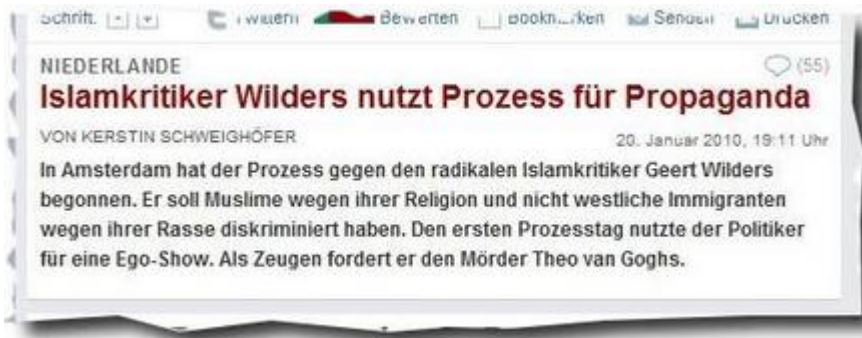 Schrift:
Twittern Bewerten Bookmarken Senden Drucken
NIEDERLANDE (55)
Islamkritiker Wilders nutzt Prozess für Propaganda
VON KERSTIN SCHWEIGHÖFER 20. Januar 2010, 19:11 Uhr
In Amsterdam hat der Prozess gegen den radikalen Islamkritiker Geert Wilders
begonnen. Er soll Muslime wegen ihrer Religion und nicht westliche Immigranten
wegen ihrer Rasse diskriminiert haben. Den ersten Prozesstag nutzte der Politiker
für eine Ego-Show. Als Zeugen fordert er den Mörder Theo van Goghs.